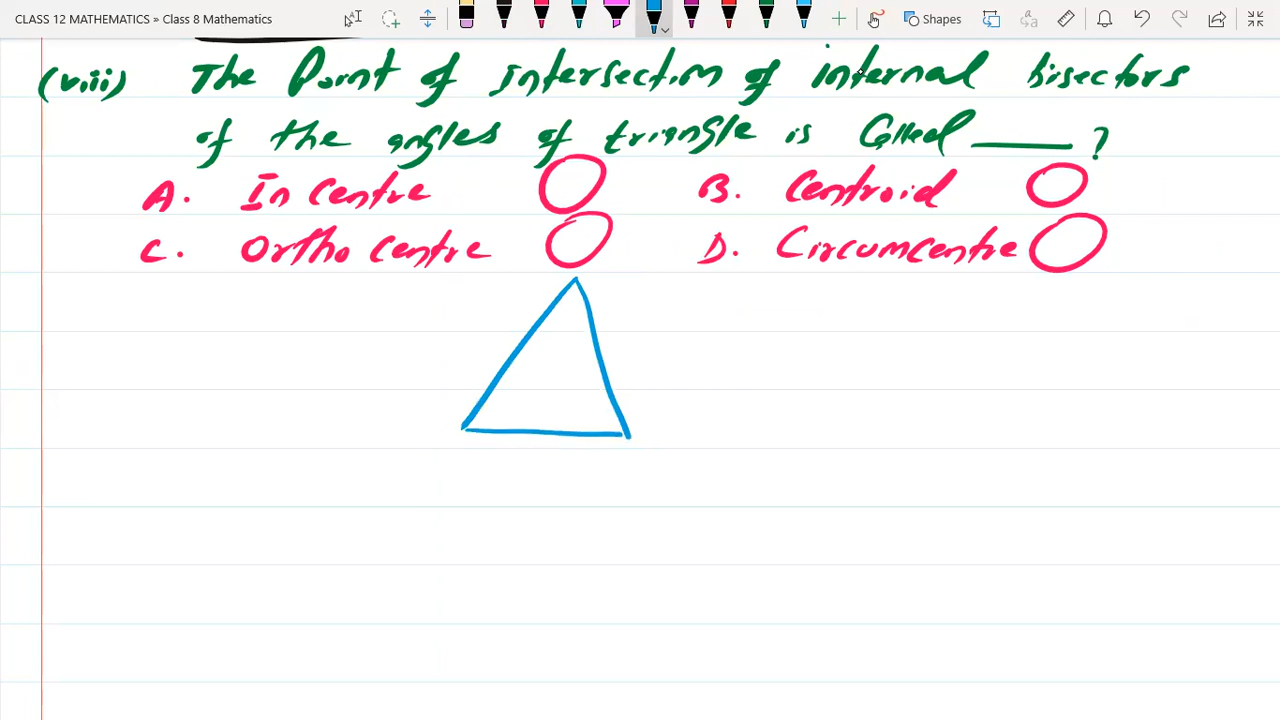 CLASS 12 MATHEMATICS » Class 8 Mathematics
Shapes
(viii) The Point of intersection of internal bisectors
of the angles of triangle is Called ____ ?
A. In Centre B. Centroid
C. Ortho Centre D. Circumcentre